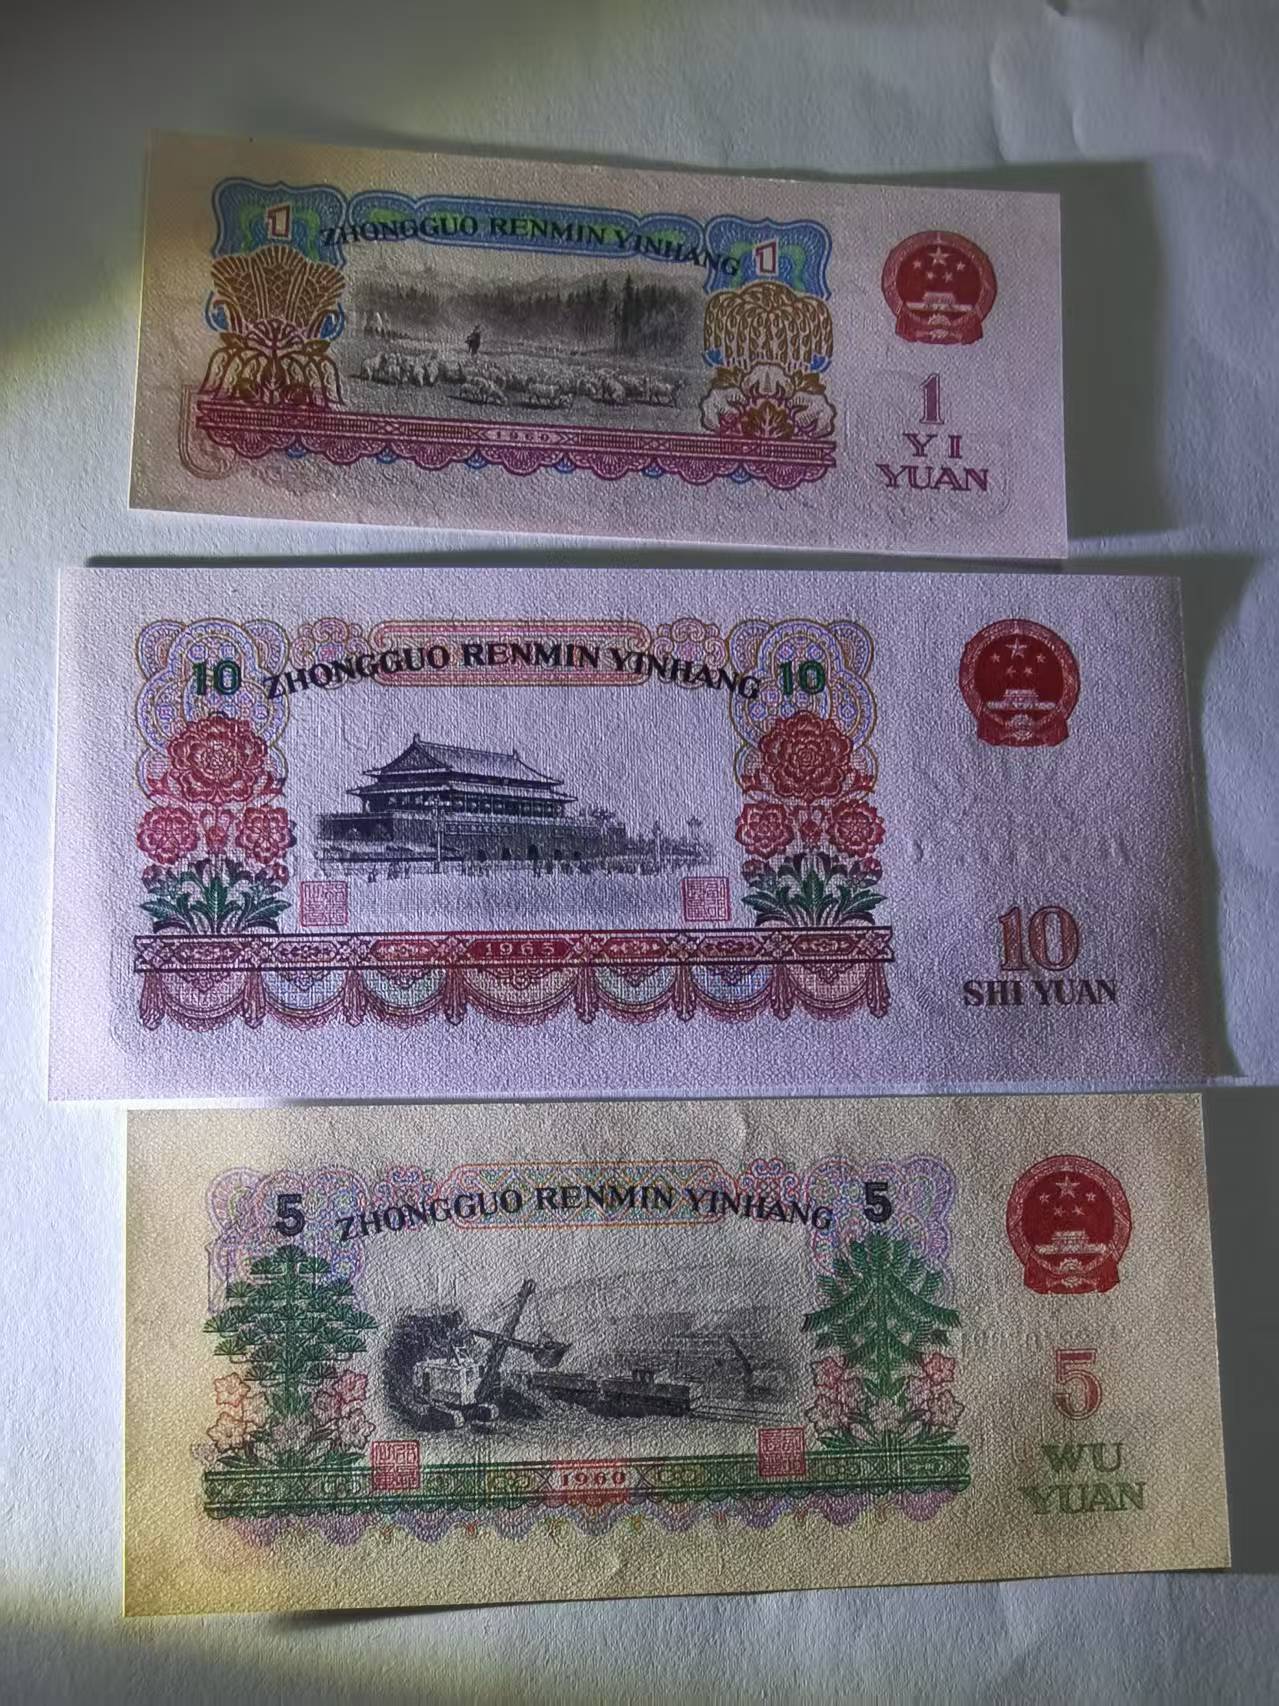 1 ZHONGGUO RENMIN YINHANG 1
1960
1
YI
YUAN
10 ZHONGGUO RENMIN YINHANG 10
1965
10
SHI YUAN
5 ZHONGGUO RENMIN YINHANG 5
1960
5
WU
YUAN